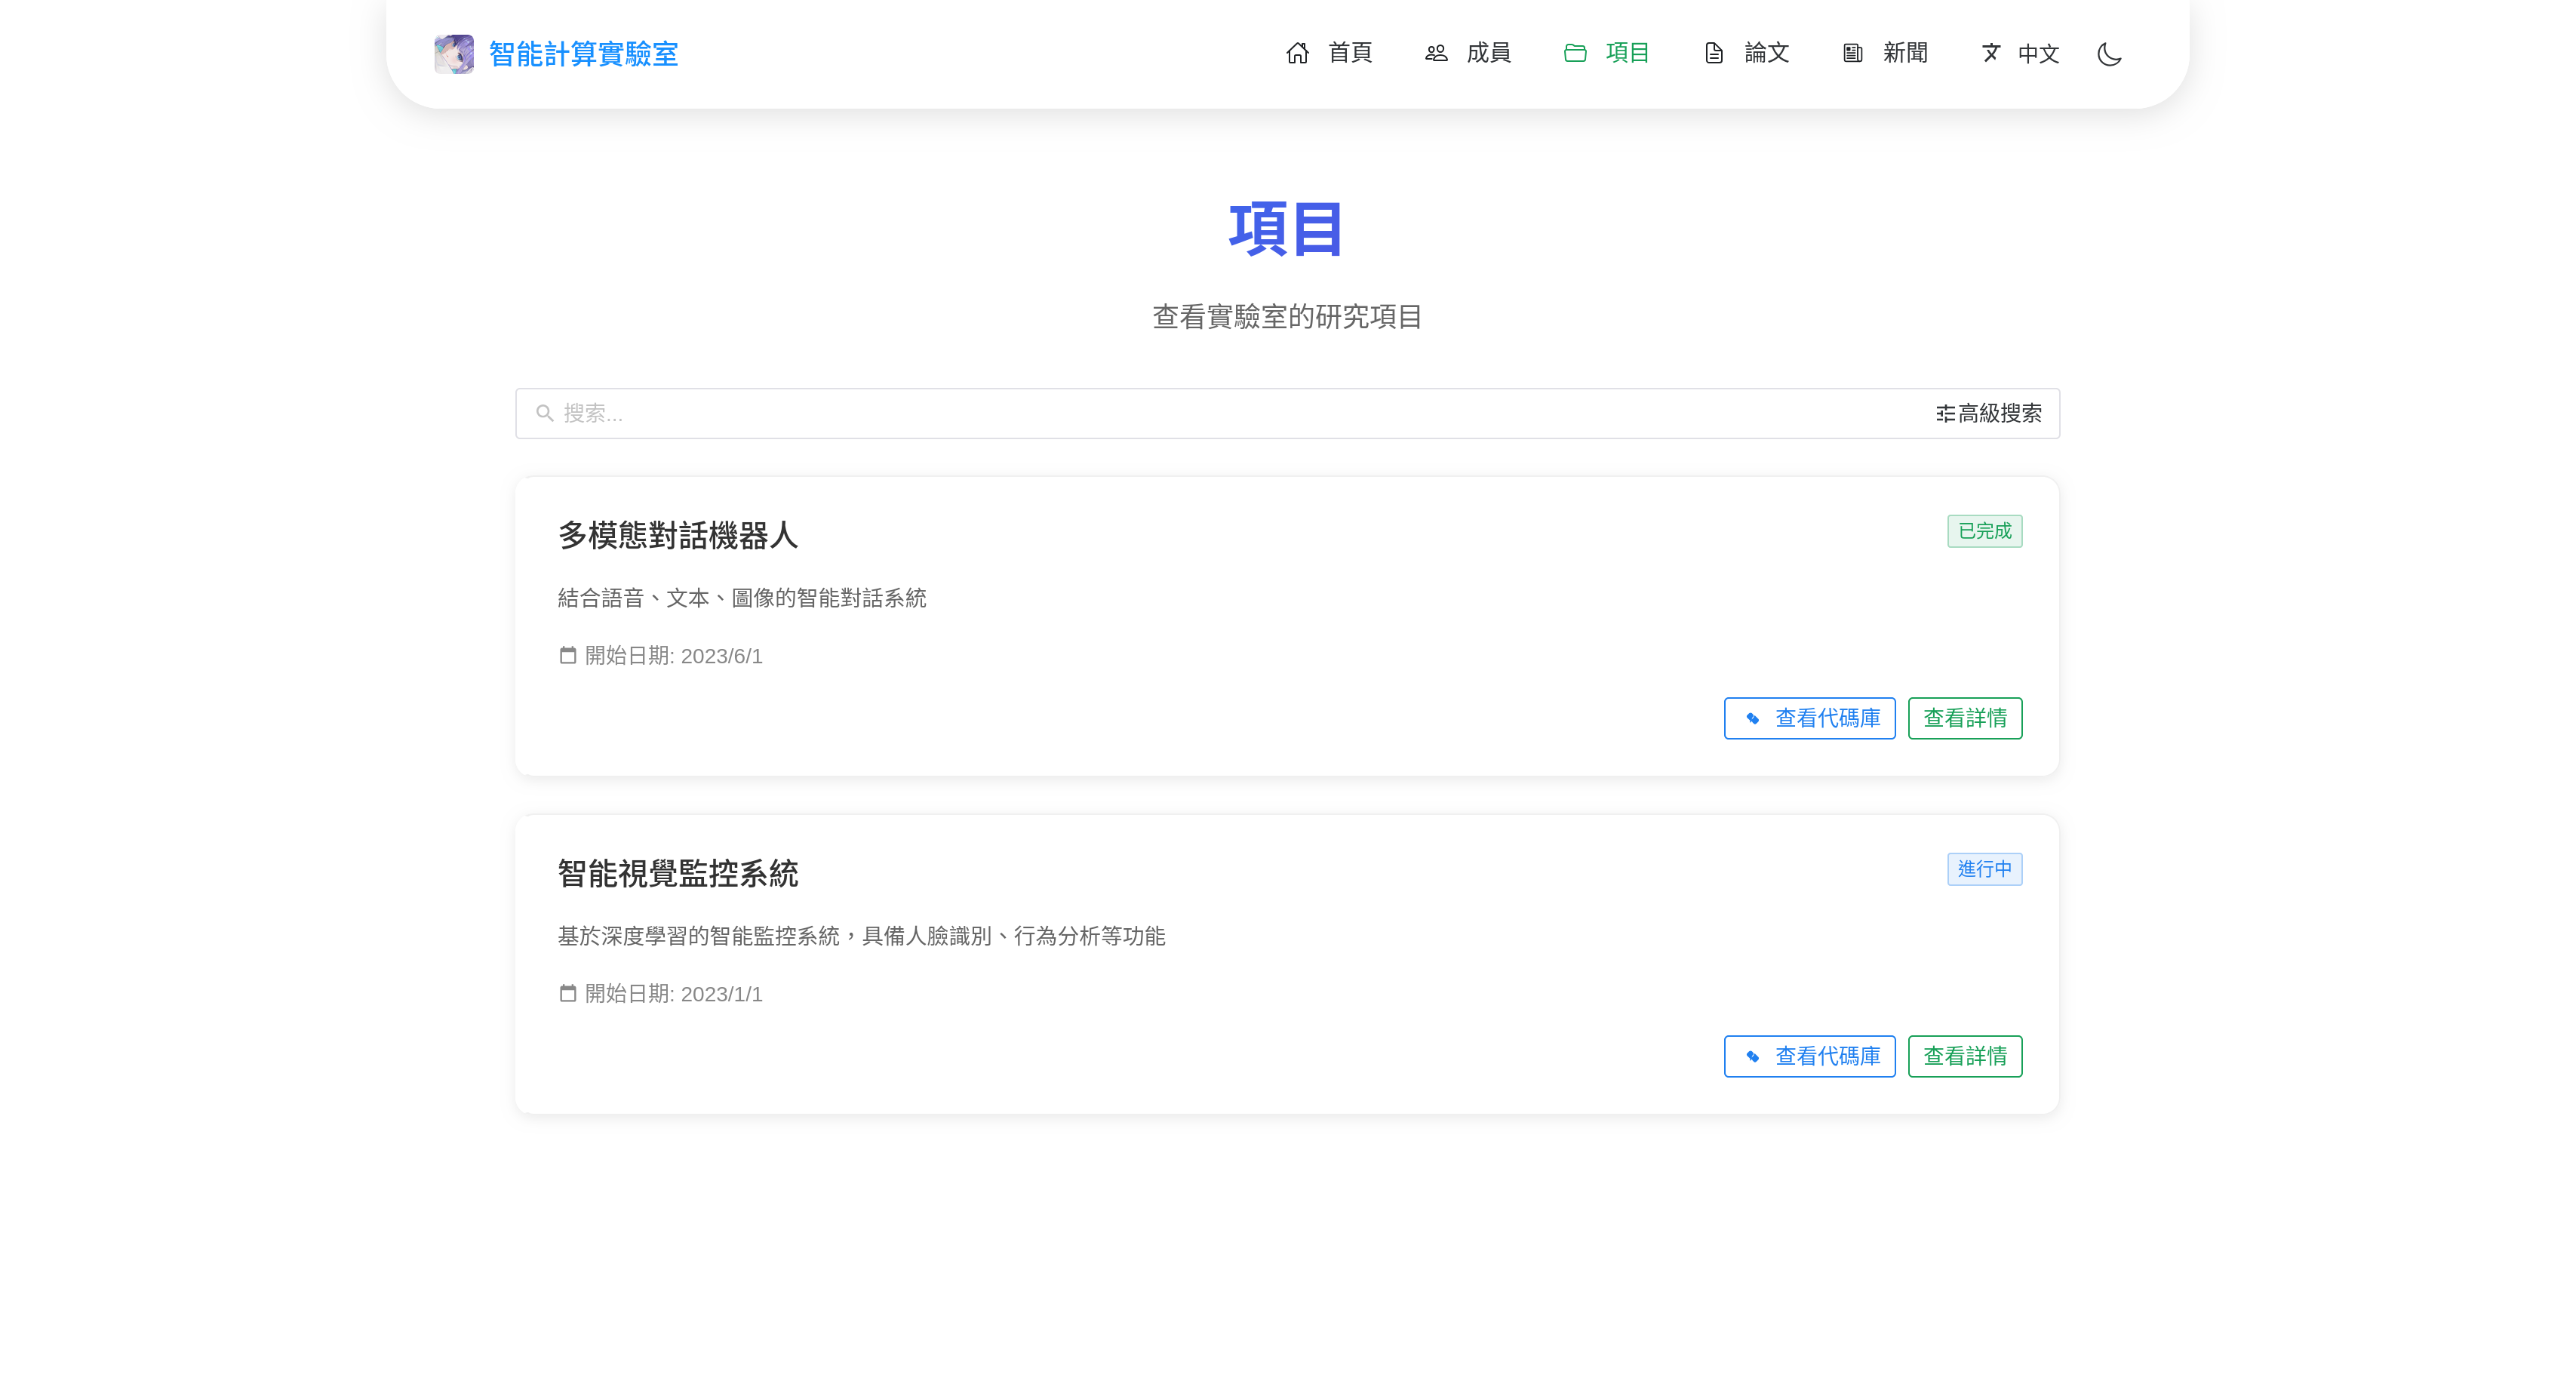 智能計算實驗室
首頁 成員 項目 論文 新聞 中文
項目
查看實驗室的研究項目
搜索... 高級搜索
多模態對話機器人 已完成
結合語音、文本、圖像的智能對話系統
開始日期: 2023/6/1
查看代碼庫 查看詳情
智能視覺監控系統 進行中
基於深度學習的智能監控系統，具備人臉識別、行為分析等功能
開始日期: 2023/1/1
查看代碼庫 查看詳情